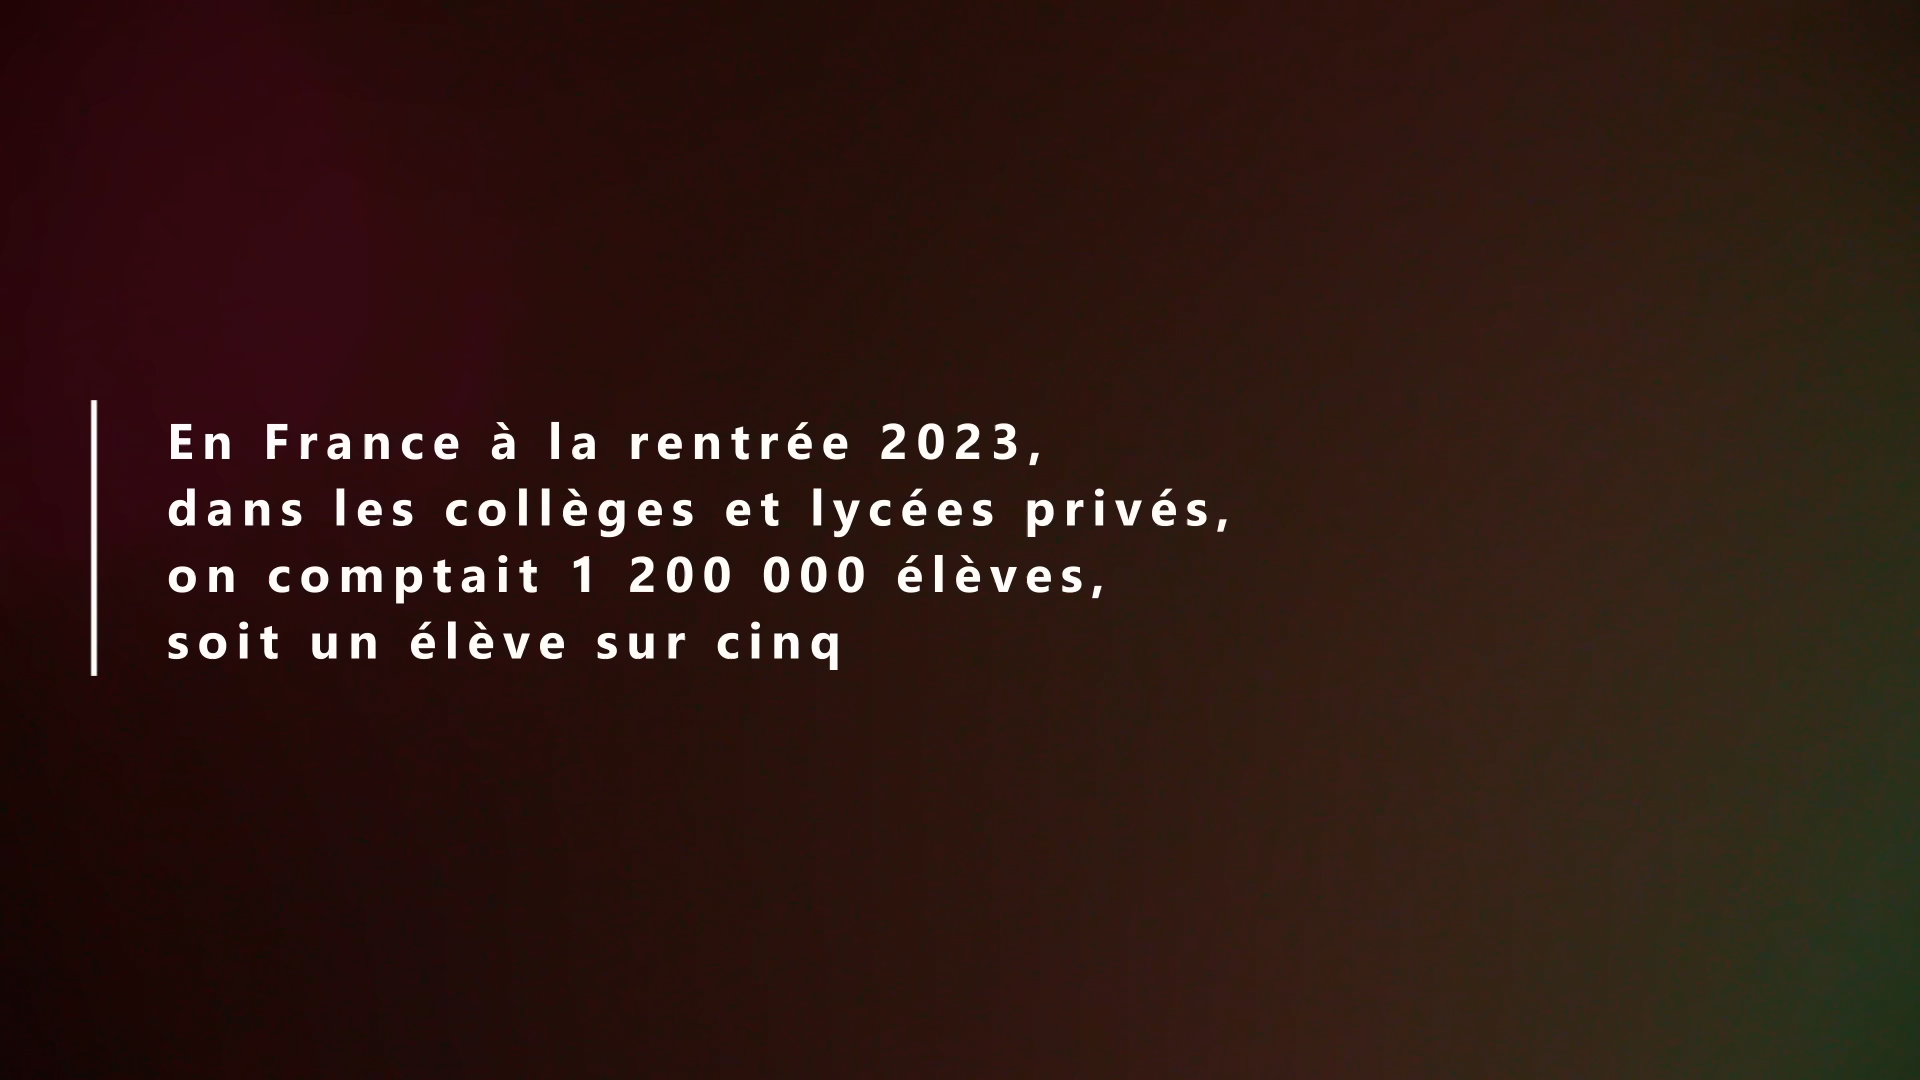 En France à la rentrée 2023,
dans les collèges et lycées privés,
on comptait 1 200 000 élèves,
soit un élève sur cinq